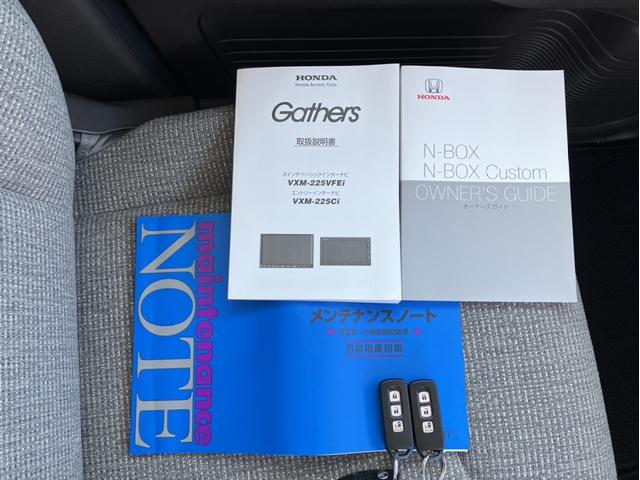 HONDA
Honda Access Corp.
Gathers
取扱説明書
8インチベーシックインターナビ
VXM-225VFEi
エントリーインターナビ
VXM-225Ci
HONDA
N-BOX
N-BOX Custom
OWNER'S GUIDE
オーナーズガイド
maintenance
NOTE
メンテナンスノート
自家用乗用車